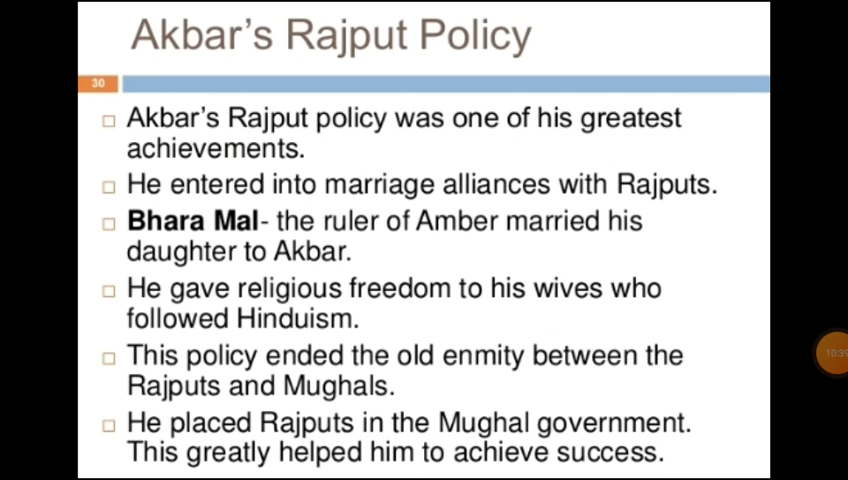 Akbar's Rajput Policy
30
Akbar's Rajput policy was one of his greatest
achievements.
He entered into marriage alliances with Rajputs.
Bhara Mal- the ruler of Amber married his
daughter to Akbar.
He gave religious freedom to his wives who
followed Hinduism.
This policy ended the old enmity between the
Rajputs and Mughals.
He placed Rajputs in the Mughal government.
This greatly helped him to achieve success.
10:39